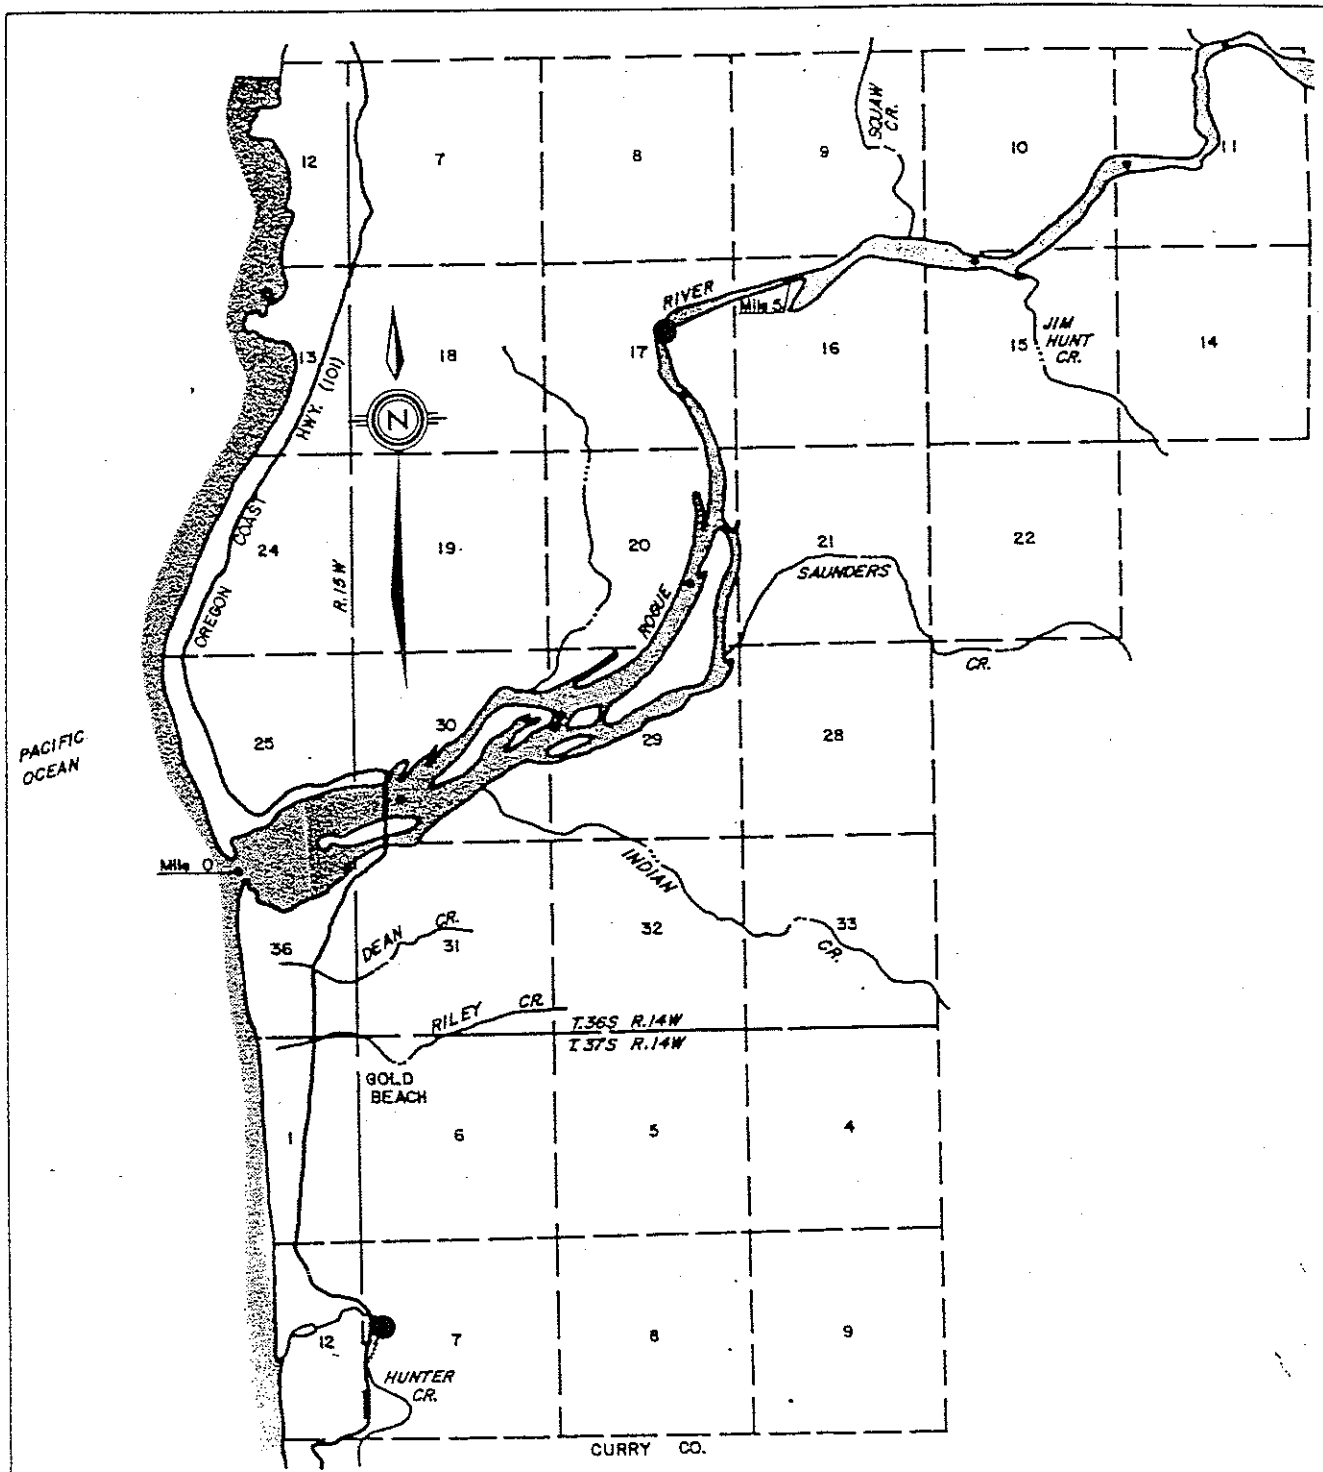 12
7
8
9
SQUAW
CR.
10
11
RIVER
Mile 5
13
18
17
16
15
JIM
HUNT
CR.
14
HWY. (101)
N
COAST
OREGON
24
R.15W
19
20
ROGUE
21
SAUNDERS
CR.
22
PACIFIC
OCEAN
25
30
29
28
Mile 0
INDIAN
CR.
36
DEAN CR.
31
32
33
RILEY CR.
T.36S R.14W
T.37S R.14W
GOLD
BEACH
1
6
5
4
12
7
8
9
HUNTER
CR.
CURRY CO.